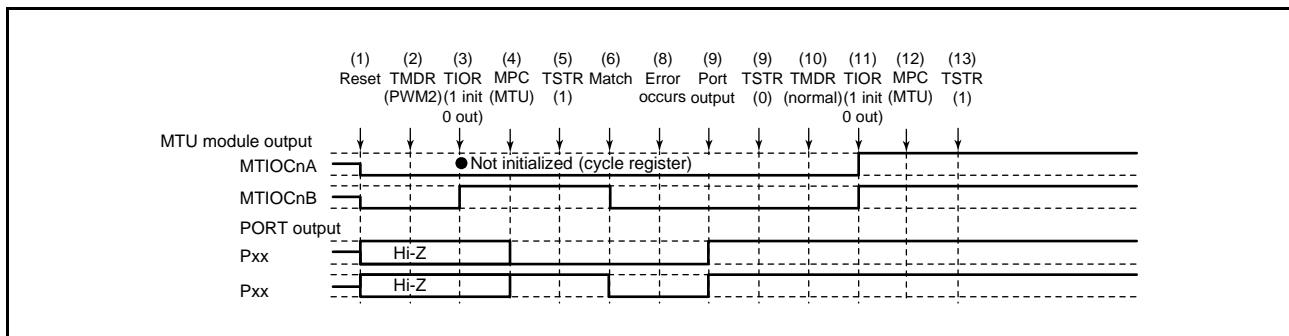 (1) (2) (3) (4) (5) (6) (8) (9) (9) (10) (11) (12) (13)
Reset TMDR TIOR MPC TSTR Match Error Port TSTR TMDR TIOR MPC TSTR
(PWM2) (1 init (MTU) (1) occurs output (0) (normal) (1 init (MTU) (1)
0 out) 0 out)
MTU module output
MTIOCnA ● Not initialized (cycle register)
MTIOCnB
PORT output
Pxx Hi-Z
Pxx Hi-Z